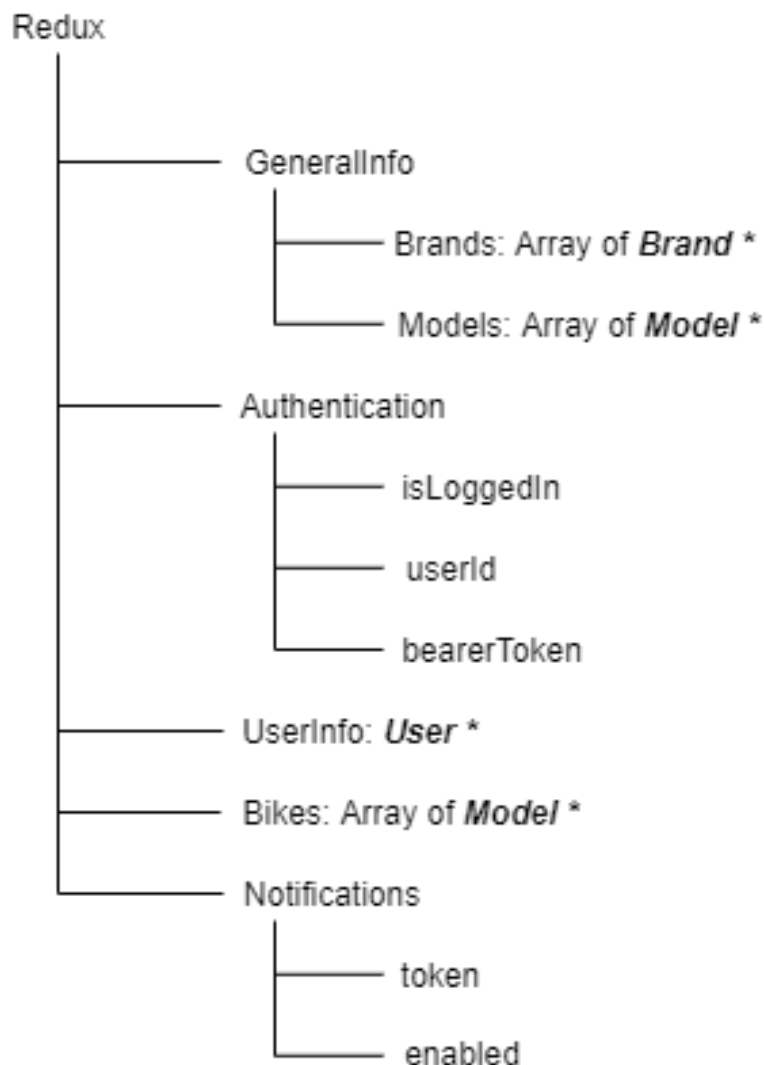 Redux
GeneralInfo
Brands: Array of Brand *
Models: Array of Model *
Authentication
isLoggedIn
userId
bearerToken
UserInfo: User *
Bikes: Array of Model *
Notifications
token
enabled